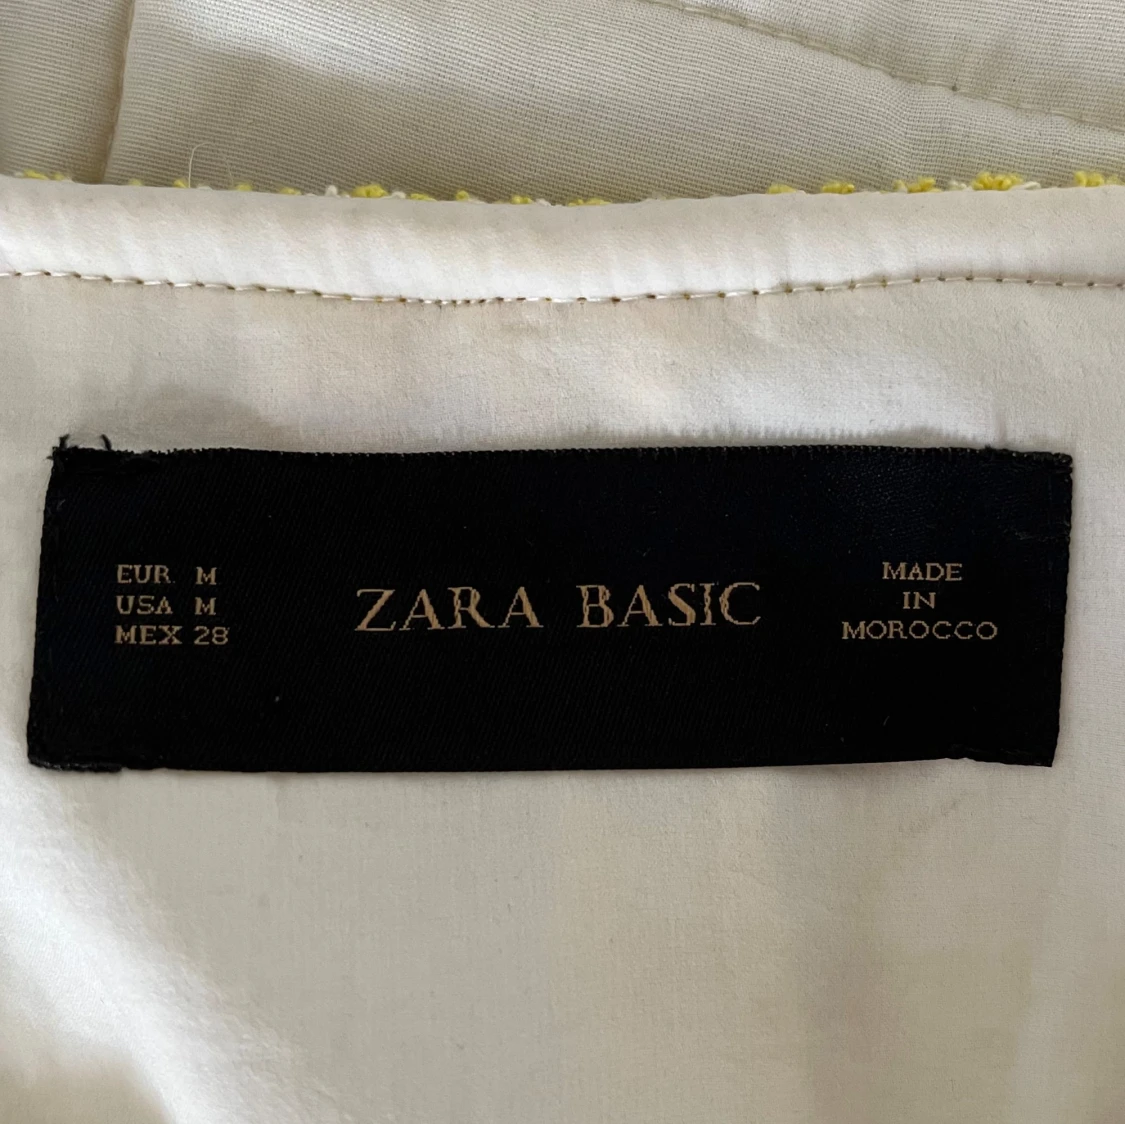 EUR M
USA M
MEX 28
ZARA BASIC
MADE
IN
MOROCCO